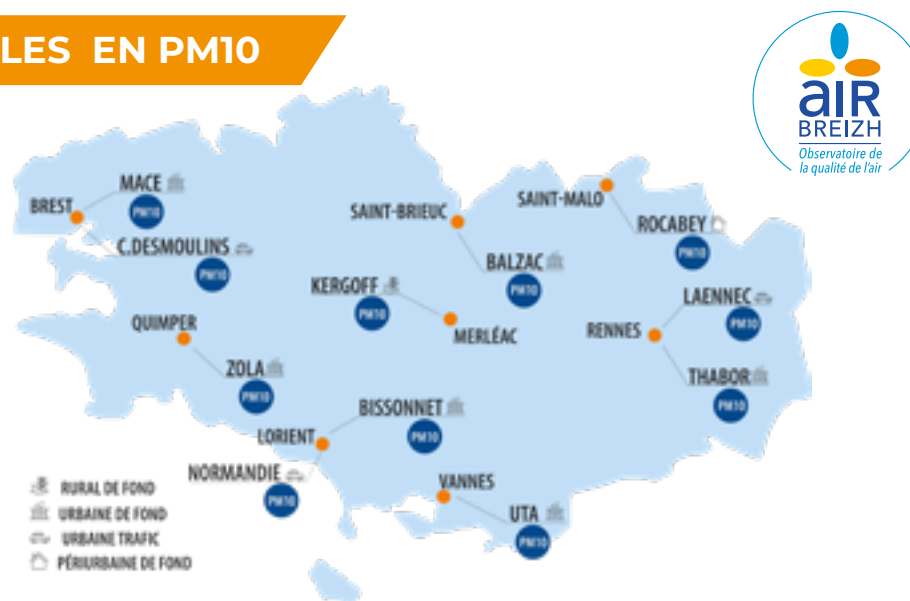 LES EN PM10
aiR
BREIZH
Observatoire de
la qualité de l'air
MACE
PM10
BREST
C.DESMOULINS
PM10
SAINT-BRIEUC
BALZAC
PM10
SAINT-MALO
ROCABEY
PM10
KERGOFF
PM10
MERLÉAC
LAENNEC
PM10
RENNES
THABOR
PM10
QUIMPER
ZOLA
PM10
BISSONNET
PM10
LORIENT
NORMANDIE
PM10
VANNES
UTA
PM10
RURAL DE FOND
URBAINE DE FOND
URBAINE TRAFIC
PÉRIURBAINE DE FOND